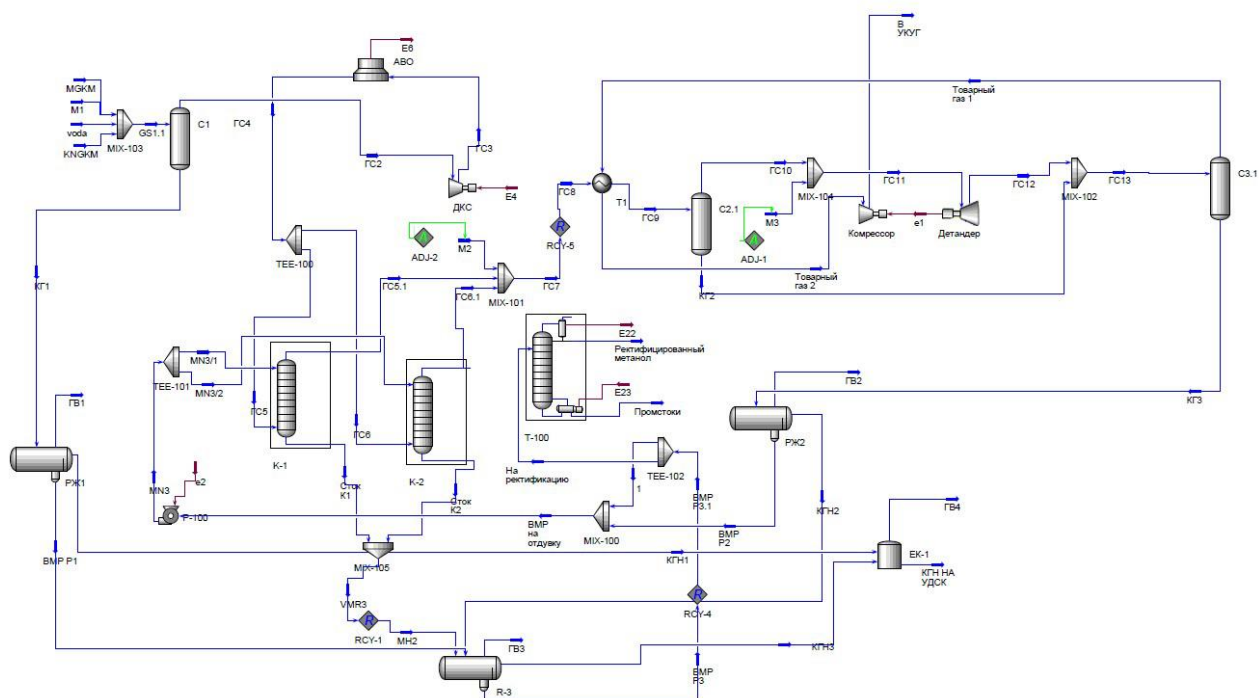 E6
АВО
В
УКУГ
MGKM
M1
voda
KNGKM
MIX-103
GS1.1
C1
ГС4
ГС2
ГС3
ДКС
E4
Товарный
газ 1
ГС8
T1
ГС9
RCY-5
ГС10
C2.1
M3
ADJ-1
MIX-104
ГС11
Компрессор
e1
Детандер
ГС12
MIX-102
ГС13
C3.1
Товарный
газ 2
КГ2
КГ1
TEE-100
ADJ-2
M2
ГС5.1
ГС6.1
MIX-101
ГС7
TEE-101
MN3/1
MN3/2
ГС5
ГС6
K-1
K-2
Сток
К1
Сток
К2
E22
Ректифицированный
метанол
E23
Промстоки
T-100
На
ректификацию
TEE-102
1
ВМР
Р3.1
ГВ1
РЖ1
MN3
e2
P-100
ВМР
на
отдувку
MIX-100
ВМР
Р2
ГВ2
РЖ2
КГ3
КГН2
ВМР Р1
MIX-105
КГН1
VMR3
RCY-1
МН2
ГВ3
R-3
RCY-4
ВМР
Р3
КГН3
ГВ4
ЕК-1
КГН НА
УДСК